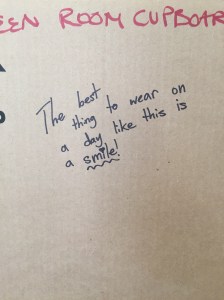 EEN ROOM CUPBOAR
The best
thing to wear on
a day like this is
a smile!